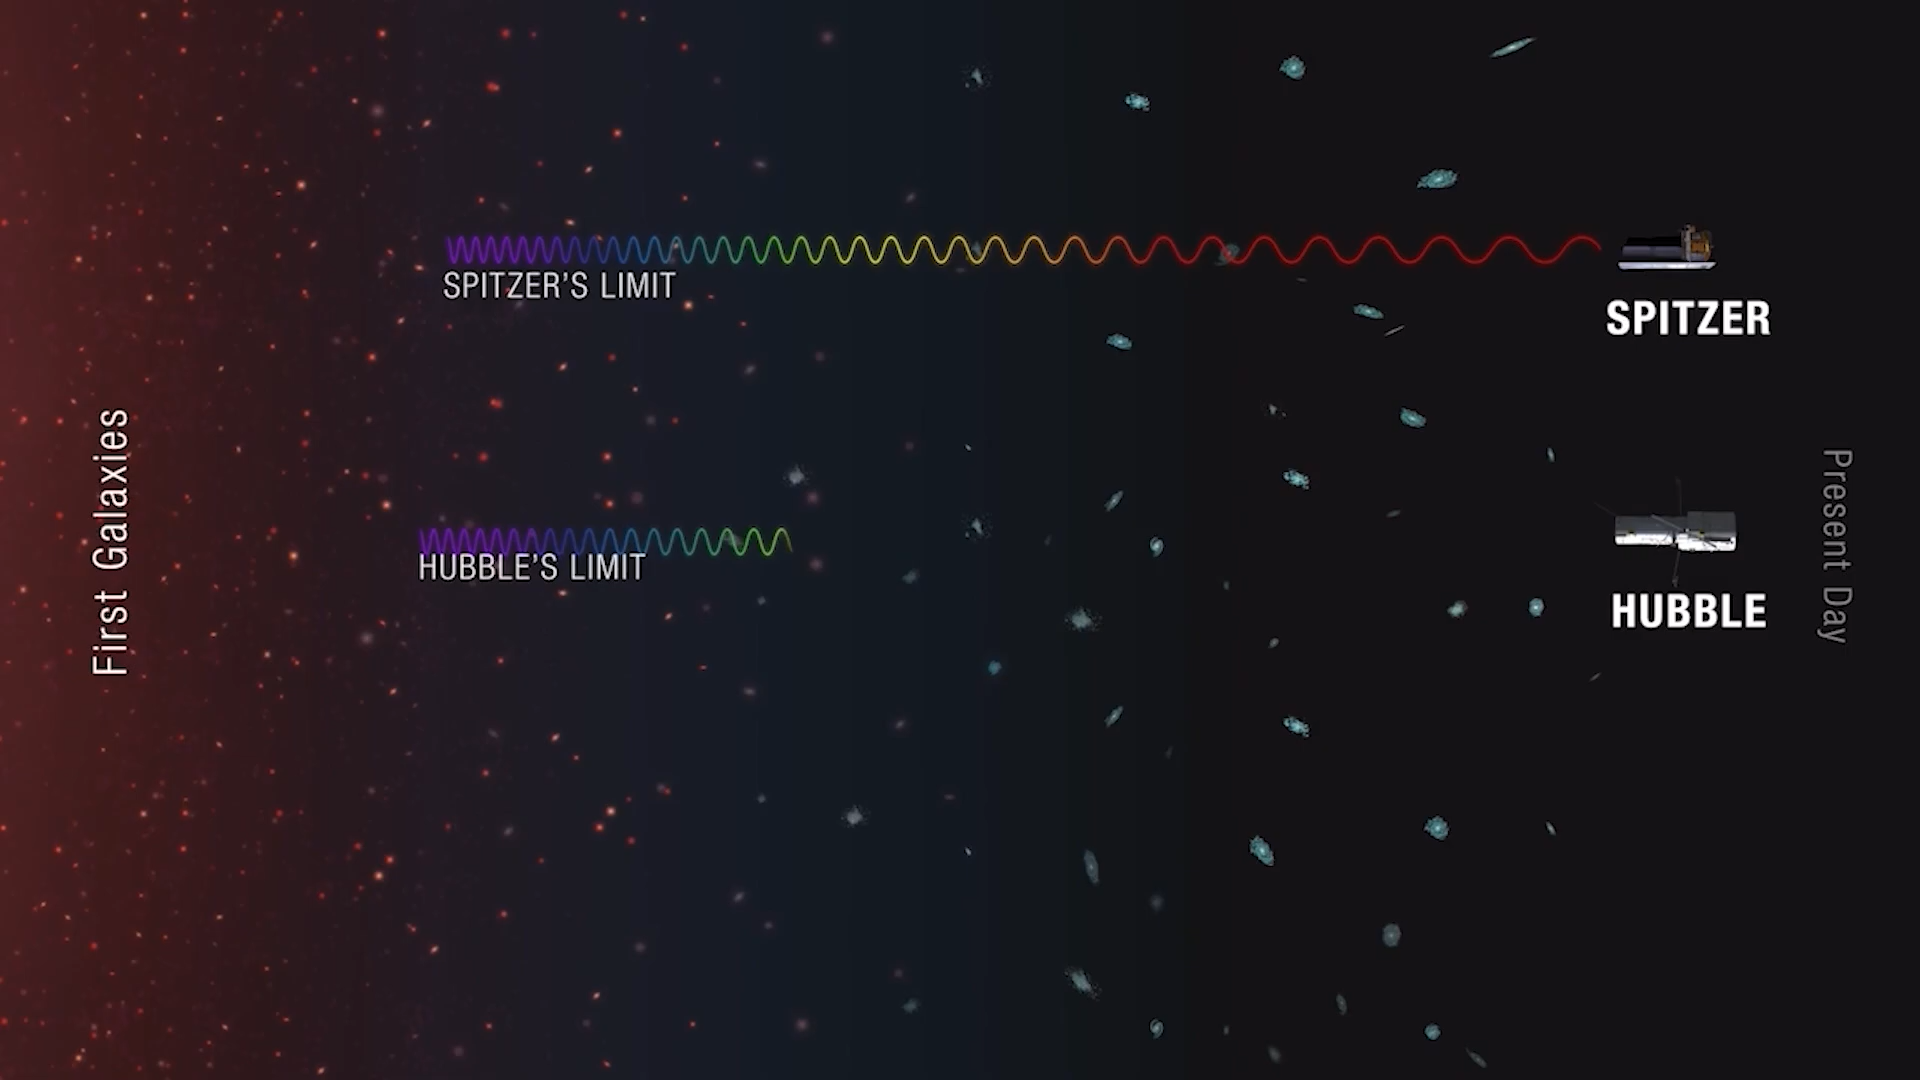 SPITZER'S LIMIT
SPITZER
First Galaxies
HUBBLE'S LIMIT
HUBBLE
Present Day